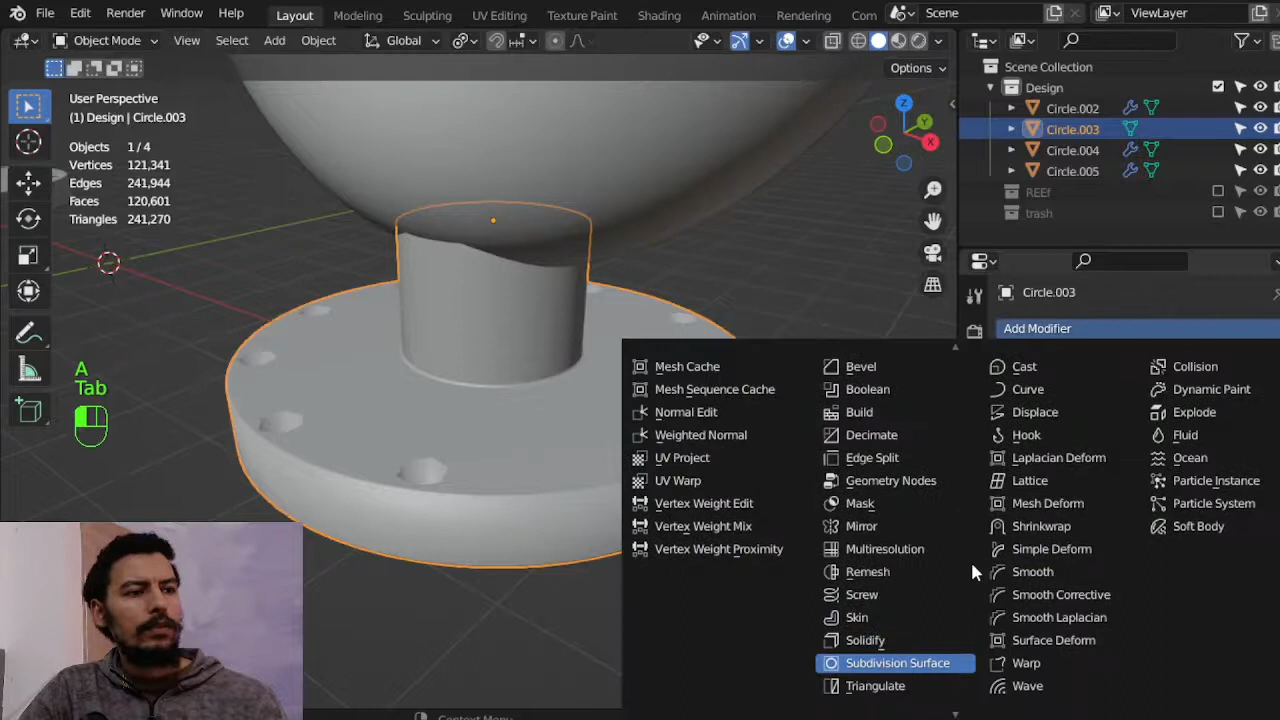 File Edit Render Window Help Layout Modeling Sculpting UV Editing Texture Paint Shading Animation Rendering Com Scene ViewLayer
Object Mode View Select Add Object Global
Options
User Perspective
(1) Design | Circle.003
Objects 1 / 4
Vertices 121,341
Edges 241,944
Faces 120,601
Triangles 241,270
Z
Y
X
A
Tab
Scene Collection
Design
Circle.002
Circle.003
Circle.004
Circle.005
REEf
trash
Circle.003
Add Modifier
Mesh Cache Bevel Cast Collision
Mesh Sequence Cache Boolean Curve Dynamic Paint
Normal Edit Build Displace Explode
Weighted Normal Decimate Hook Fluid
UV Project Edge Split Laplacian Deform Ocean
UV Warp Geometry Nodes Lattice Particle Instance
Vertex Weight Edit Mask Mesh Deform Particle System
Vertex Weight Mix Mirror Shrinkwrap Soft Body
Vertex Weight Proximity Multiresolution Simple Deform
Remesh Smooth
Screw Smooth Corrective
Skin Smooth Laplacian
Solidify Surface Deform
Subdivision Surface Warp
Triangulate Wave
Context Menu